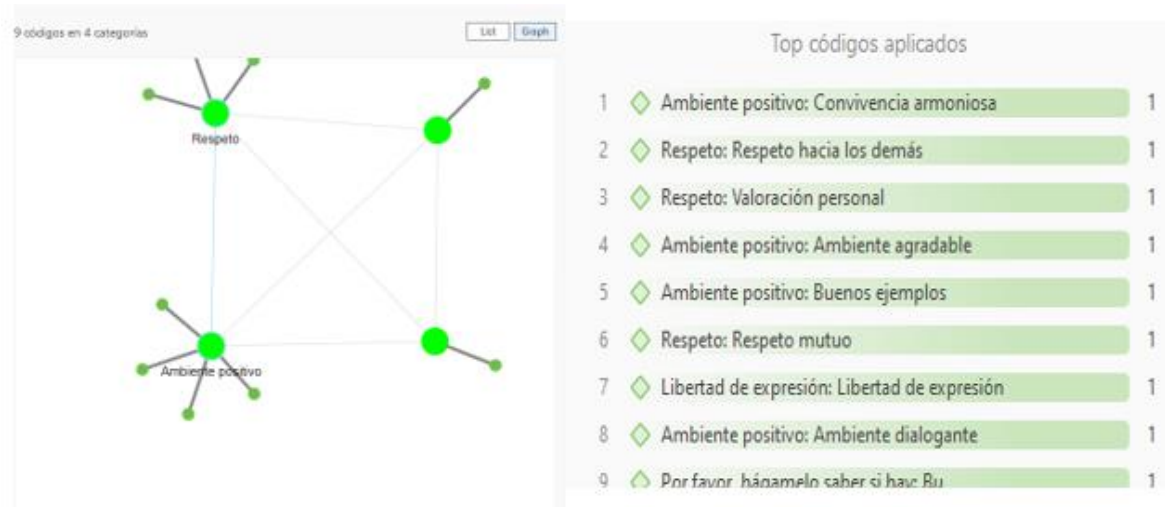 9 códigos en 4 categorías
List Graph
Respeto
Ambiente positivo
Top códigos aplicados
1 Ambiente positivo: Convivencia armoniosa 1
2 Respeto: Respeto hacia los demás 1
3 Respeto: Valoración personal 1
4 Ambiente positivo: Ambiente agradable 1
5 Ambiente positivo: Buenos ejemplos 1
6 Respeto: Respeto mutuo 1
7 Libertad de expresión: Libertad de expresión 1
8 Ambiente positivo: Ambiente dialogante 1
9 Por favor, hágamelo saber si hay: Bu 1